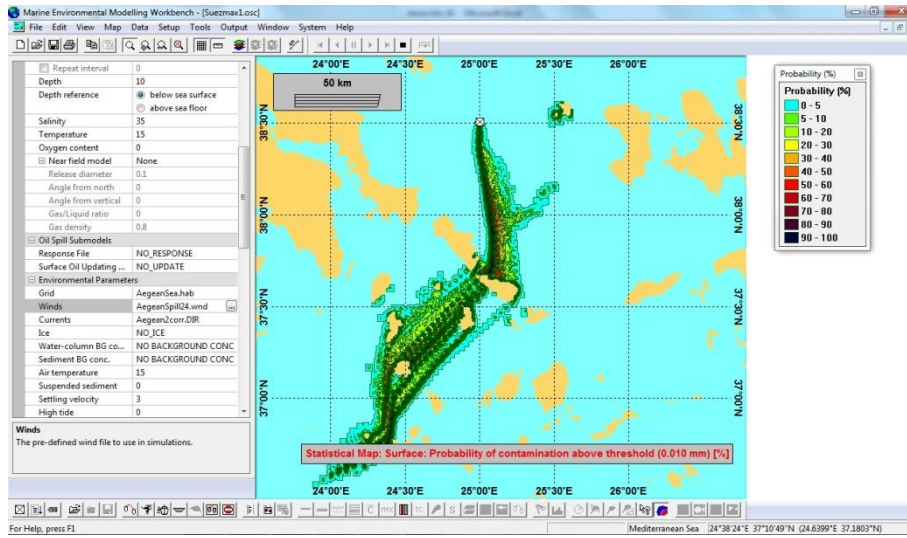 Marine Environmental Modelling Workbench - [Suezmax1.osc]
File Edit View Map Data Setup Tools Output Window System Help
Repeat interval 0
Depth 10
Depth reference below sea surface
above sea floor
Salinity 35
Temperature 15
Oxygen content 0
Near field model None
Release diameter 0.1
Angle from north 0
Angle from vertical 0
Gas/Liquid ratio 0
Gas density 0.8
Oil Spill Submodels
Response File NO_RESPONSE
Surface Oil Updating ... NO_UPDATE
Environmental Parameters
Grid AegeanSea.hab
Winds AegeanSpill24.wnd ...
Currents Aegean2corr.DIR
Ice NO_ICE
Water-column BG co... NO BACKGROUND CONC
Sediment BG conc. NO BACKGROUND CONC
Air temperature 15
Suspended sediment 0
Settling velocity 3
High tide 0
Winds
The pre-defined wind file to use in simulations.
24°00'E 24°30'E 25°00'E 25°30'E 26°00'E
50 km
38°30'N 38°30'N
38°00'N 38°00'N
37°30'N 37°30'N
37°00'N 37°00'N
Statistical Map: Surface: Probability of contamination above threshold (0.010 mm) [%]
24°00'E 24°30'E 25°00'E 25°30'E 26°00'E
Probability (%)
Probability (%)
0 - 5
5 - 10
10 - 20
20 - 30
30 - 40
40 - 50
50 - 60
60 - 70
70 - 80
80 - 90
90 - 100
MAX TC S
For Help, press F1
Mediterranean Sea 24°38'24"E 37°10'49"N (24.6399°E 37.1803°N)